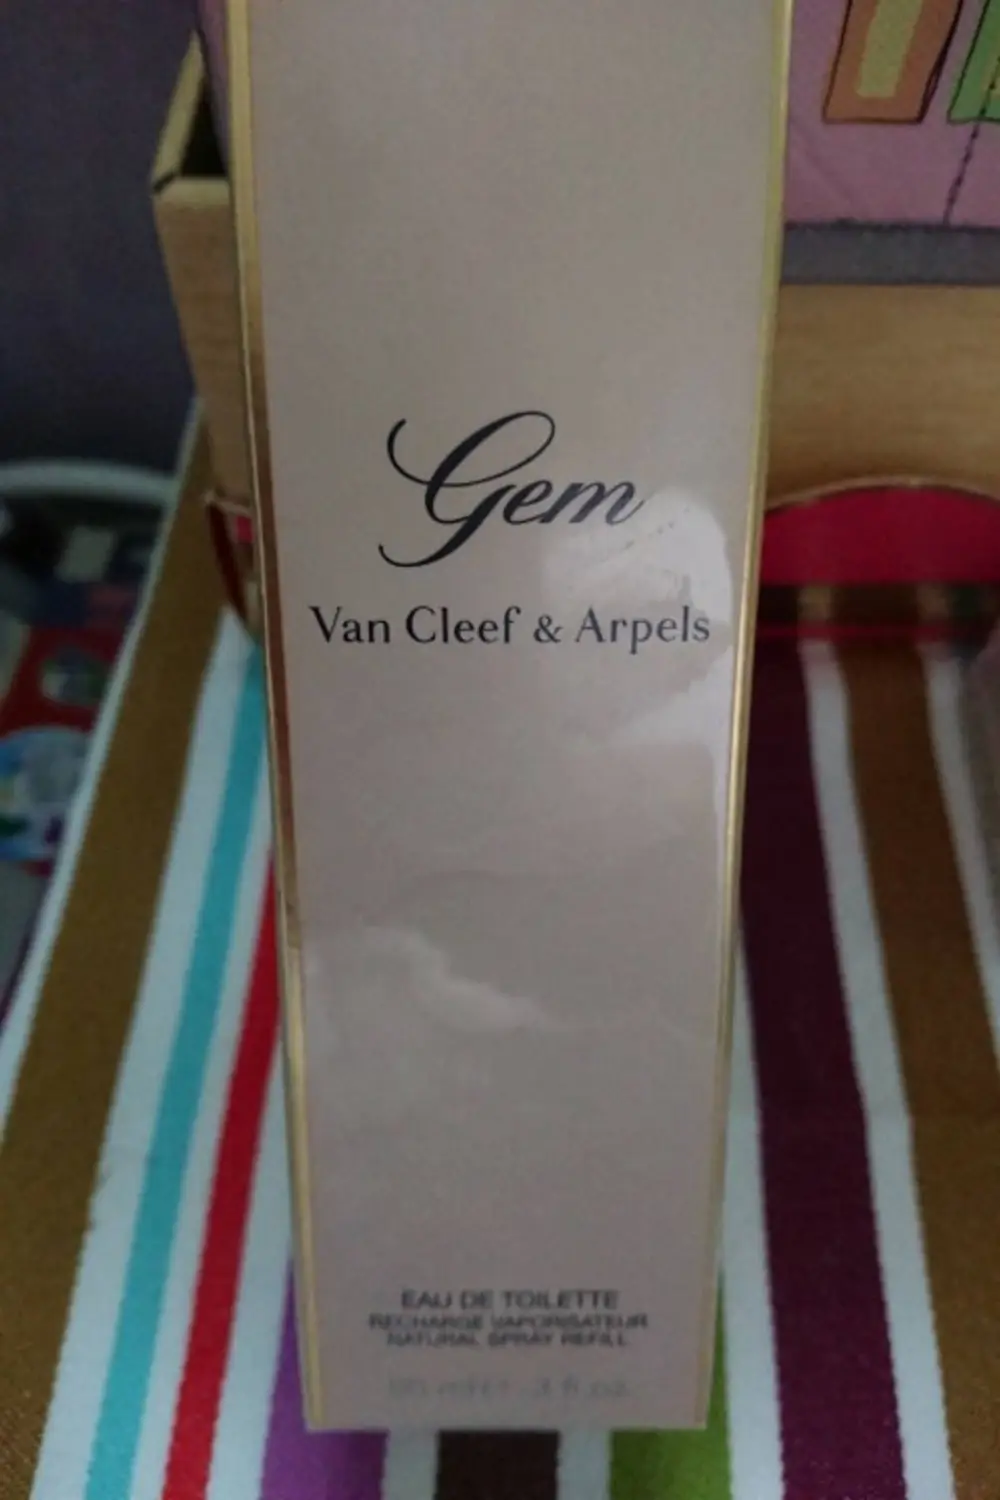 Gem
Van Cleef & Arpels
EAU DE TOILETTE
RECHARGE VAPORISATEUR
NATURAL SPRAY REFILL